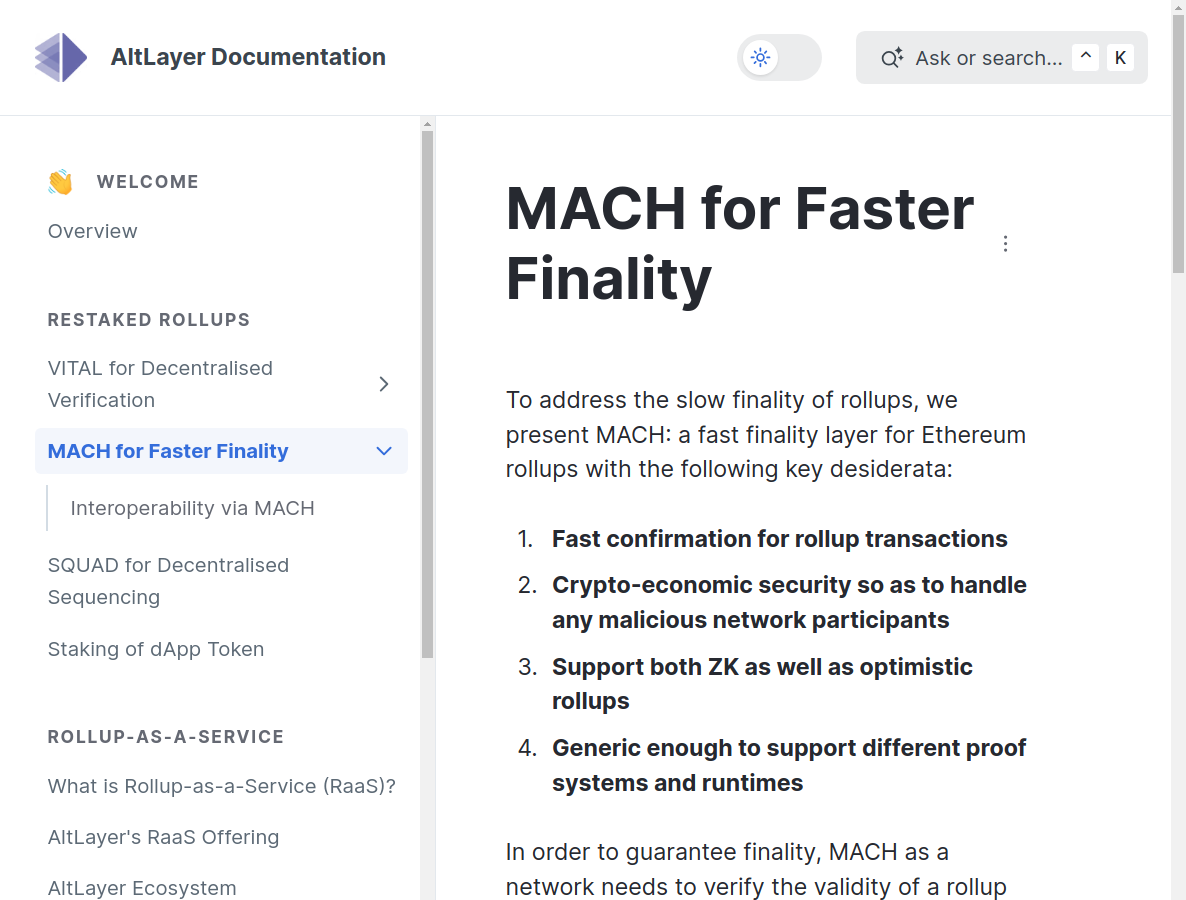 AltLayer Documentation
Ask or search...
^
K
WELCOME
Overview
RESTAKED ROLLUPS
VITAL for Decentralised
Verification
MACH for Faster Finality
Interoperability via MACH
SQUAD for Decentralised
Sequencing
Staking of dApp Token
ROLLUP-AS-A-SERVICE
What is Rollup-as-a-Service (RaaS)?
AltLayer's RaaS Offering
AltLayer Ecosystem
MACH for Faster
Finality
To address the slow finality of rollups, we
present MACH: a fast finality layer for Ethereum
rollups with the following key desiderata:
1. Fast confirmation for rollup transactions
2. Crypto-economic security so as to handle
any malicious network participants
3. Support both ZK as well as optimistic
rollups
4. Generic enough to support different proof
systems and runtimes
In order to guarantee finality, MACH as a
network needs to verify the validity of a rollup